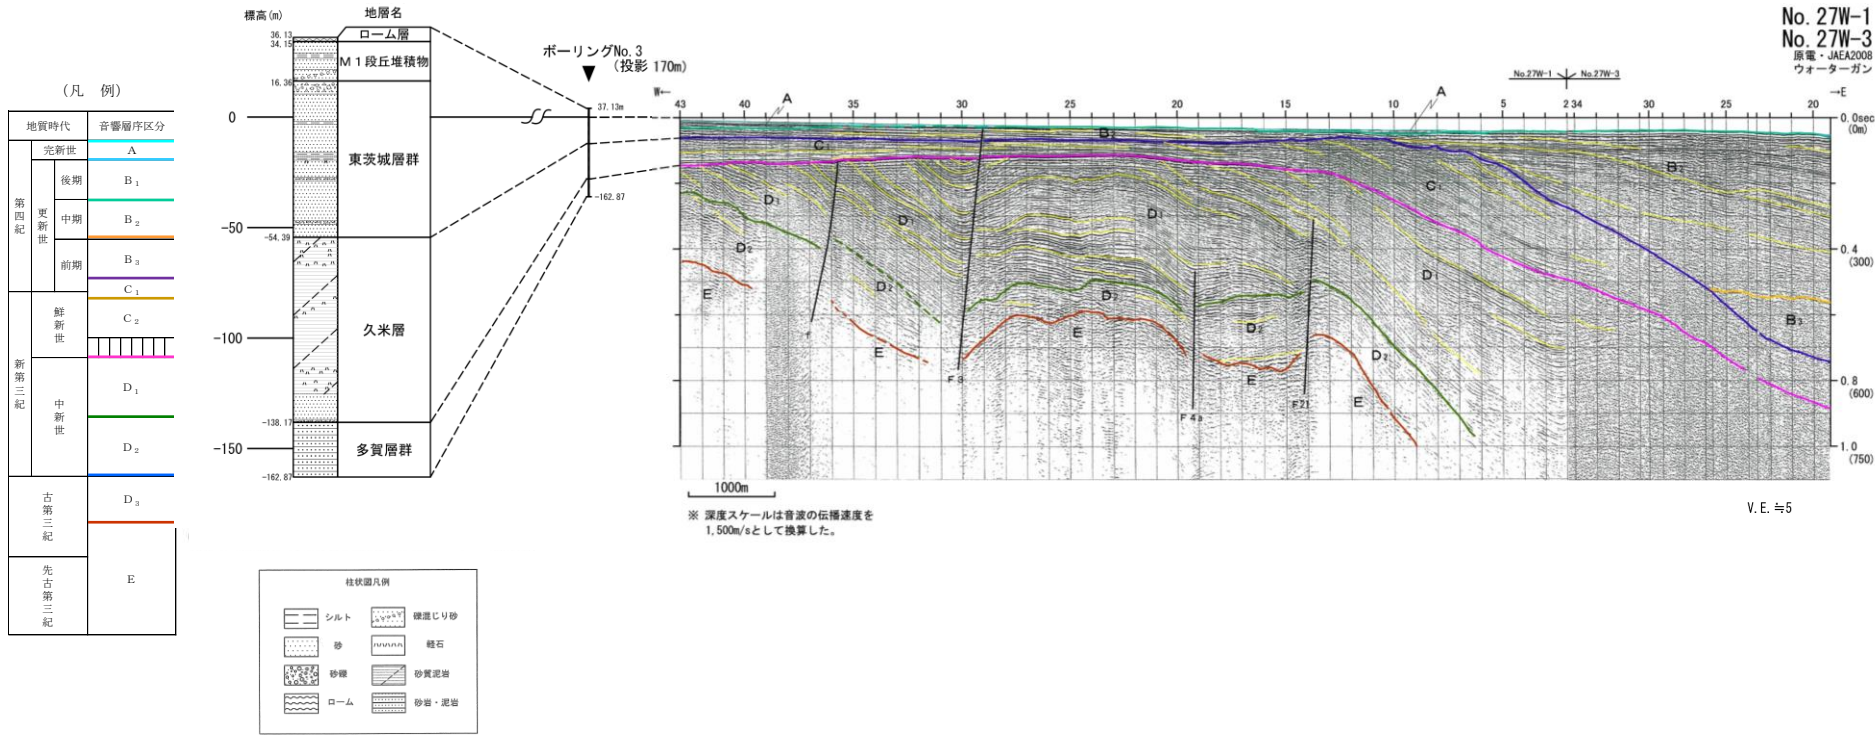 （凡　例）
地質時代
音響層序区分
第四紀
完新世
A
更新世
後期
B₁
中期
B₂
前期
B₃
C₁
新第三紀
鮮新世
C₂
中新世
D₁
D₂
古第三紀
D₃
先古第三紀
E
標高(m)
地層名
36.13
34.15
16.36
0
-50
-54.39
-100
-138.17
-150
-162.87
ローム層
M1段丘堆積物
東茨城層群
久米層
多賀層群
ボーリングNo.3
（投影 170m）
37.13m
-162.87
No. 27W-1
No. 27W-3
原電・JAEA2008
ウォーターガン
No.27W-1
No.27W-3
W←
43
40
35
30
25
20
15
10
5
2 34
30
25
20
→E
A
A
0.0sec
(0m)
0.4
(300)
0.8
(600)
1.0
(750)
B₂
C₁
D₁
D₁
D₁
D₂
D₂
D₂
D₂
D₂
D₁
C₁
B₂
B₃
E
E
E
E
E
f
F3
F4a
F21
1000m
※ 深度スケールは音波の伝播速度を
1,500m/sとして換算した。
V.E.≒5
柱状図凡例
シルト
礫混じり砂
砂
軽石
砂礫
砂質泥岩
ローム
砂岩・泥岩